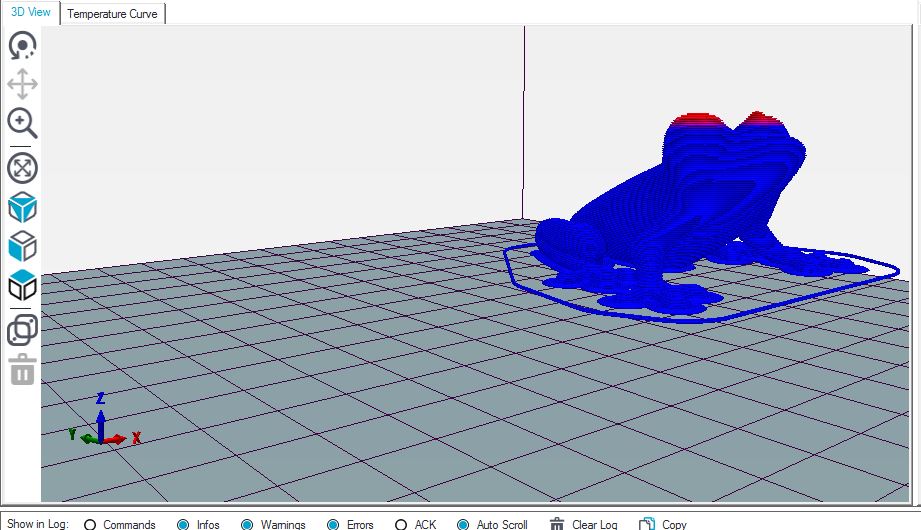 3D View Temperature Curve
Z
Y X
Show in Log: Commands Infos Warnings Errors ACK Auto Scroll Clear Log Copy